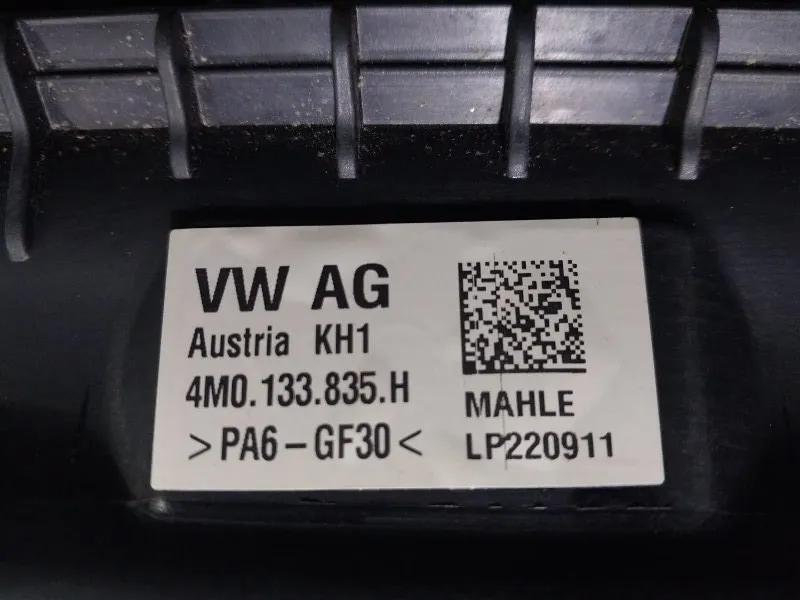 VW AG
Austria KH1
4M0.133.835.H
>PA6-GF30<
MAHLE
LP220911